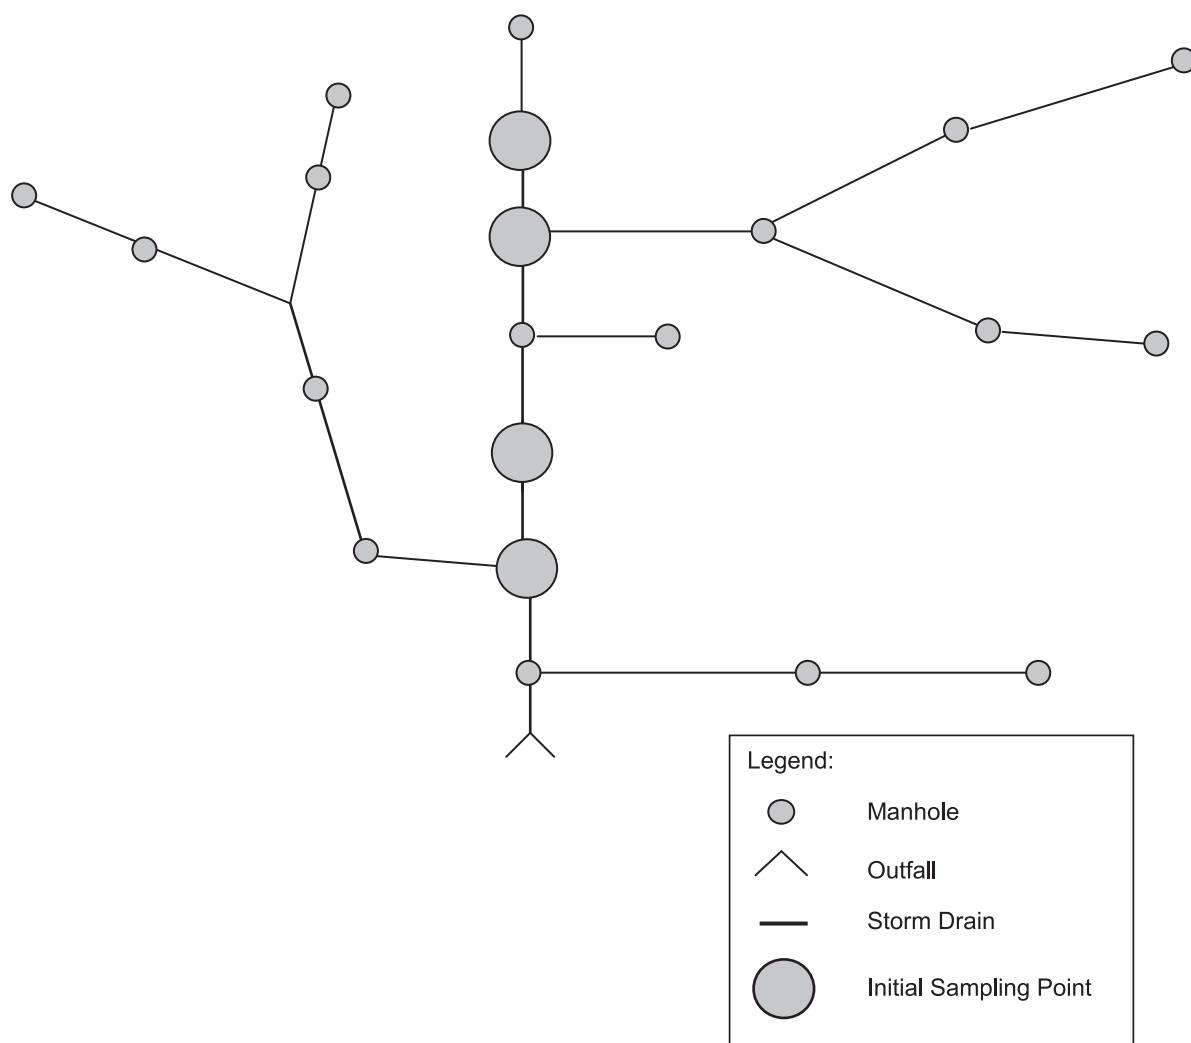 Legend:
Manhole
Outfall
Storm Drain
Initial Sampling Point